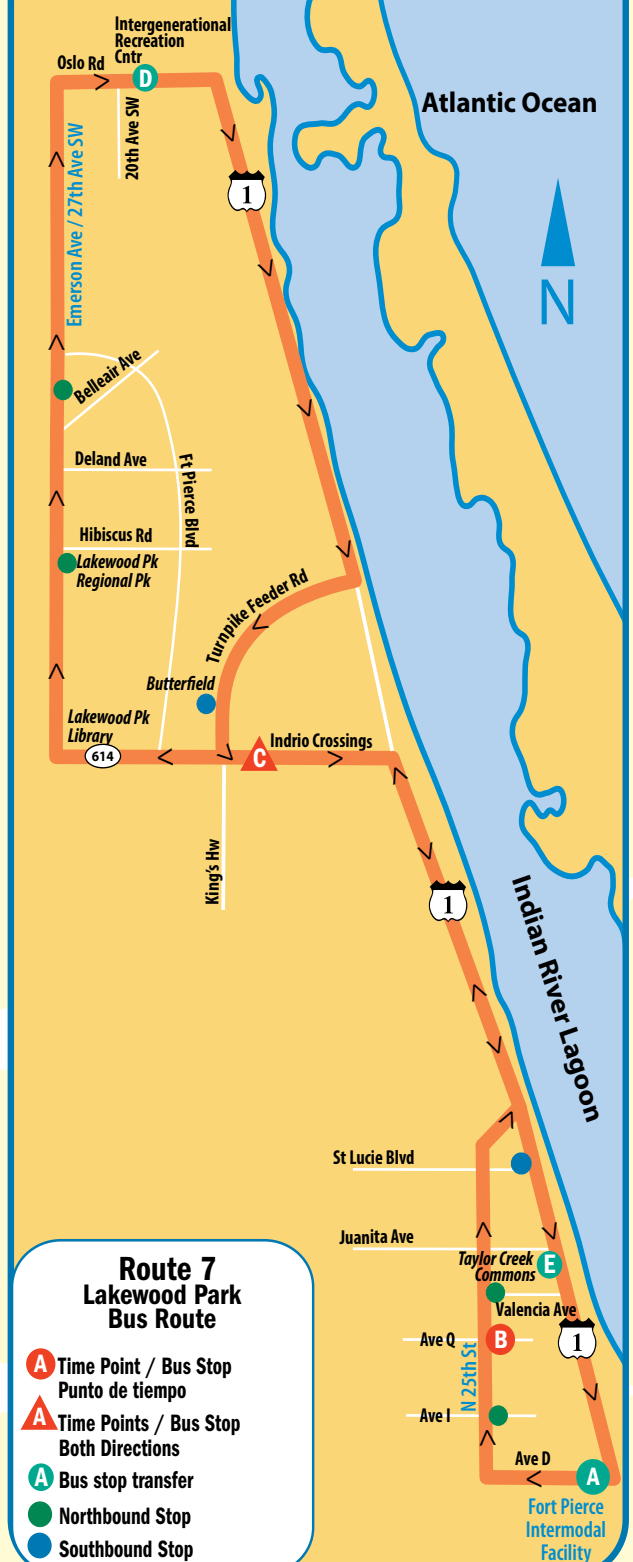 Intergenerational
Recreation
Cntr
Oslo Rd
D
20th Ave SW
Atlantic Ocean
1
N
Emerson Ave / 27th Ave SW
Belleair Ave
Deland Ave
Ft Pierce Blvd
Hibiscus Rd
Lakewood Pk
Regional Pk
Turnpike Feeder Rd
Butterfield
Lakewood Pk
Library
614
C
Indrio Crossings
King's Hw
1
Indian River Lagoon
St Lucie Blvd
Juanita Ave
Taylor Creek
Commons
E
Valencia Ave
Ave Q
B
1
N 25th St
Ave I
Ave D
A
Fort Pierce
Intermodal
Facility
Route 7
Lakewood Park
Bus Route
A Time Point / Bus Stop
Punto de tiempo
A Time Points / Bus Stop
Both Directions
A Bus stop transfer
Northbound Stop
Southbound Stop